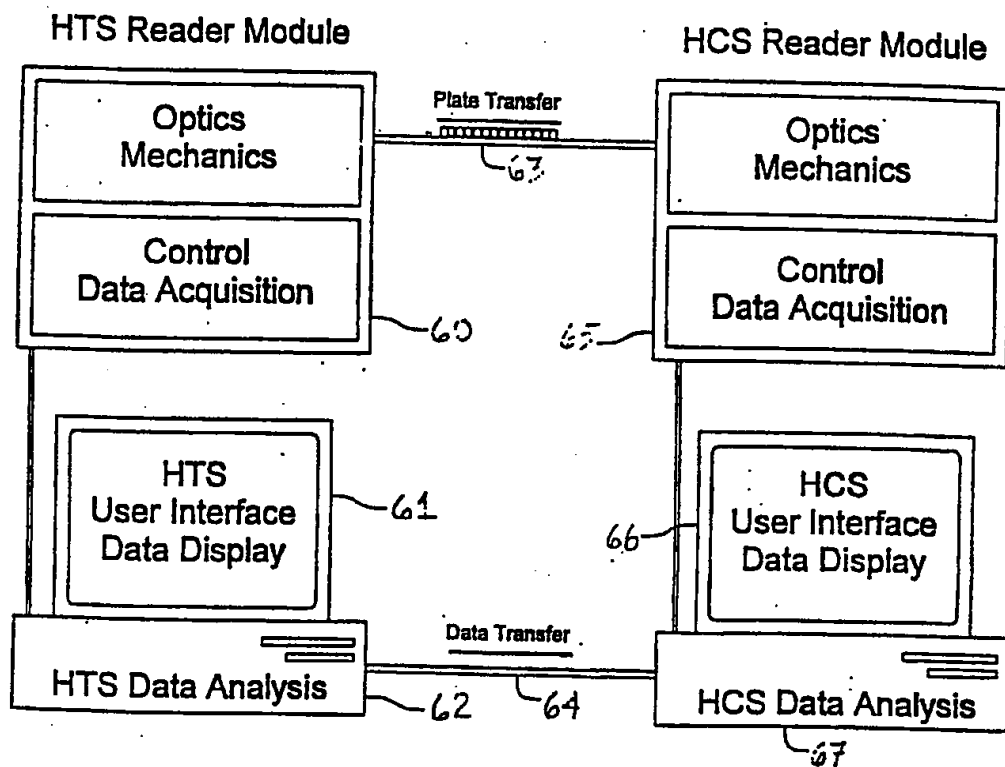 HTS Reader Module
Optics
Mechanics
Control
Data Acquisition
60
HTS
User Interface
Data Display
61
HTS Data Analysis
62
Plate Transfer
63
Data Transfer
64
HCS Reader Module
Optics
Mechanics
Control
Data Acquisition
65
HCS
User Interface
Data Display
66
HCS Data Analysis
67